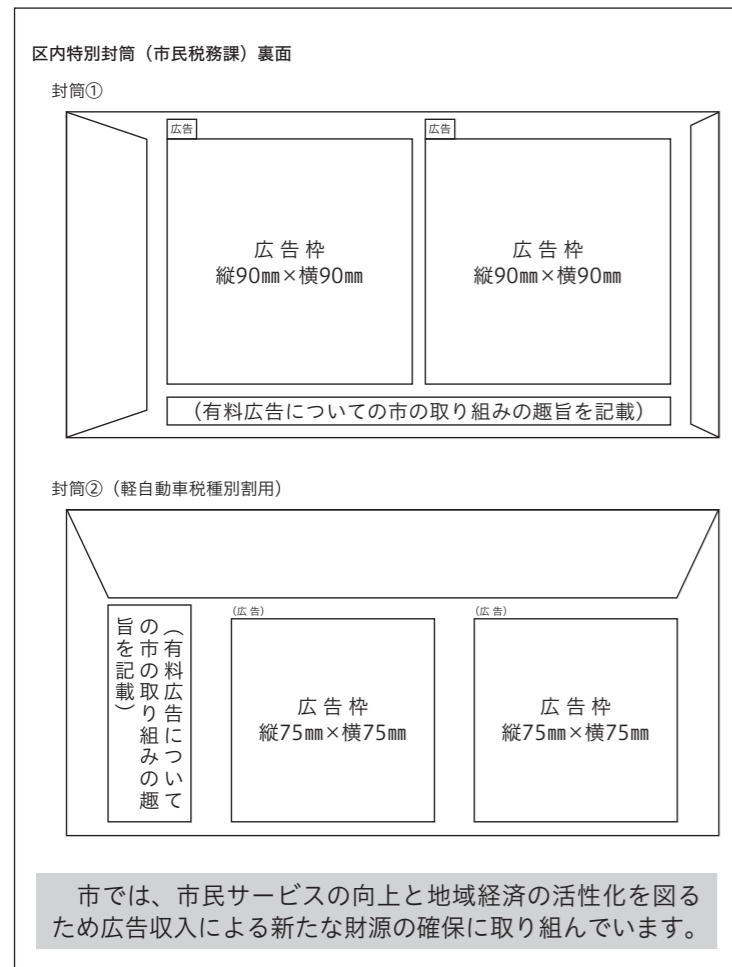 区内特別封筒（市民税務課）裏面
封筒①
広告
広告
広 告 枠
縦90㎜×横90㎜
広 告 枠
縦90㎜×横90㎜
（有料広告についての市の取り組みの趣旨を記載）
封筒②（軽自動車税種別割用）
（有料広告について
の市の取り組みの趣
旨を記載）
（広 告）
（広 告）
広 告 枠
縦75㎜×横75㎜
広 告 枠
縦75㎜×横75㎜
　市では、市民サービスの向上と地域経済の活性化を図る
ため広告収入による新たな財源の確保に取り組んでいます。